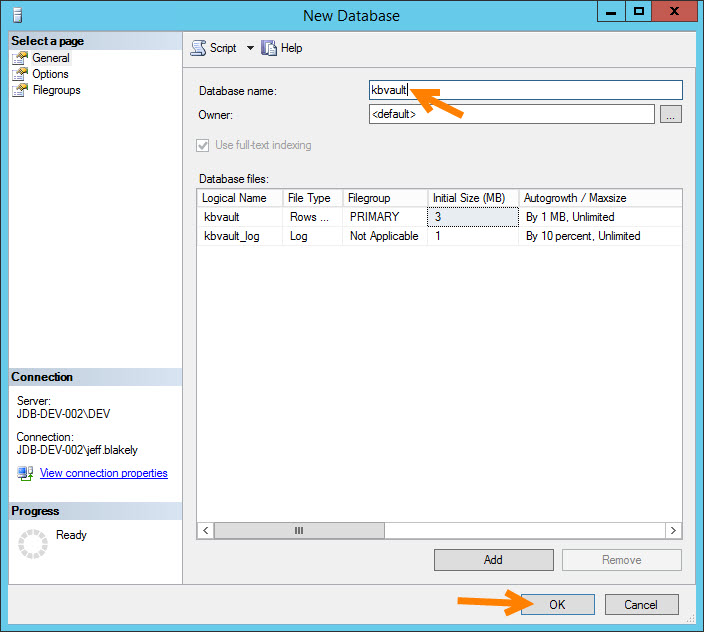 New Database
Select a page
General
Options
Filegroups
Script
Help
Database name:
kbvault
Owner:
<default>
...
Use full-text indexing
Database files:
Logical Name File Type Filegroup Initial Size (MB) Autogrowth / Maxsize
kbvault Rows ... PRIMARY 3 By 1 MB, Unlimited
kbvault_log Log Not Applicable 1 By 10 percent, Unlimited
Connection
Server:
JDB-DEV-002\DEV
Connection:
JDB-DEV-002\jeff.blakely
View connection properties
Progress
Ready
Add
Remove
OK
Cancel